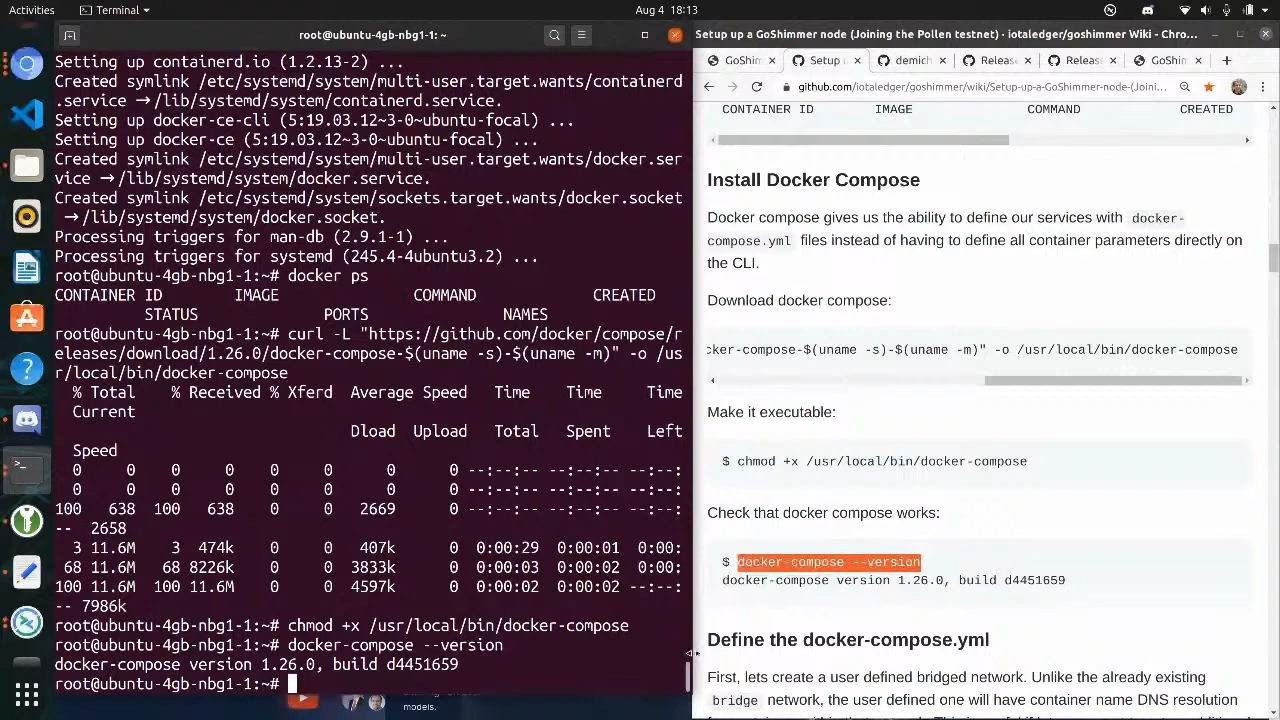 Activities
Terminal
Aug 4 18:13
root@ubuntu-4gb-nbg1-1: ~
Setting up containerd.io (1.2.13-2) ...
Created symlink /etc/systemd/system/multi-user.target.wants/containerd
.service → /lib/systemd/system/containerd.service.
Setting up docker-ce-cli (5:19.03.12~3-0~ubuntu-focal) ...
Setting up docker-ce (5:19.03.12~3-0~ubuntu-focal) ...
Created symlink /etc/systemd/system/multi-user.target.wants/docker.ser
vice → /lib/systemd/system/docker.service.
Created symlink /etc/systemd/system/sockets.target.wants/docker.socket
→ /lib/systemd/system/docker.socket.
Processing triggers for man-db (2.9.1-1) ...
Processing triggers for systemd (245.4-4ubuntu3.2) ...
root@ubuntu-4gb-nbg1-1:~# docker ps
CONTAINER ID IMAGE COMMAND CREATED
STATUS PORTS NAMES
root@ubuntu-4gb-nbg1-1:~# curl -L "https://github.com/docker/compose/r
eleases/download/1.26.0/docker-compose-$(uname -s)-$(uname -m)" -o /us
r/local/bin/docker-compose
% Total % Received % Xferd Average Speed Time Time Time
Current
Dload Upload Total Spent Left
Speed
0 0 0 0 0 0 0 0 --:--:-- --:--:-- --:--:
0 0 0 0 0 0 0 0 --:--:-- --:--:-- --:--:
100 638 100 638 0 0 2669 0 --:--:-- --:--:-- --:--:
-- 2658
3 11.6M 3 474k 0 0 407k 0 0:00:29 0:00:01 0:00:
68 11.6M 68 8226k 0 0 3833k 0 0:00:03 0:00:02 0:00:
100 11.6M 100 11.6M 0 0 4597k 0 0:00:02 0:00:02 --:--:
-- 7986k
root@ubuntu-4gb-nbg1-1:~# chmod +x /usr/local/bin/docker-compose
root@ubuntu-4gb-nbg1-1:~# docker-compose --version
docker-compose version 1.26.0, build d4451659
root@ubuntu-4gb-nbg1-1:~#
models.
Setup up a GoShimmer node (Joining the Pollen testnet) · iotaledger/goshimmer Wiki - Chro...
GoShim
Setup
demich
Release
Release
GoShim
github.com/iotaledger/goshimmer/wiki/Setup-up-a-GoShimmer-node-(Joini...
CONTAINER ID IMAGE COMMAND CREATED
Install Docker Compose
Docker compose gives us the ability to define our services with docker-
compose.yml files instead of having to define all container parameters directly on
the CLI.
Download docker compose:
cker-compose-$(uname -s)-$(uname -m)" -o /usr/local/bin/docker-compose
Make it executable:
$ chmod +x /usr/local/bin/docker-compose
Check that docker compose works:
$ docker-compose --version
docker-compose version 1.26.0, build d4451659
Define the docker-compose.yml
First, lets create a user defined bridged network. Unlike the already existing
bridge network, the user defined one will have container name DNS resolution